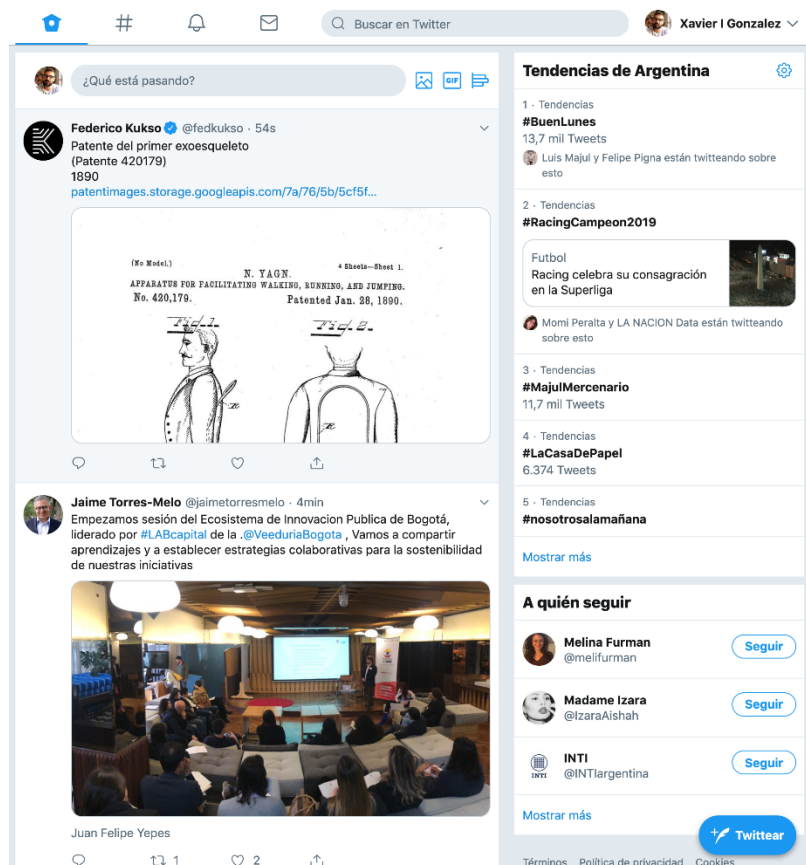 Buscar en Twitter
Xavier I Gonzalez
¿Qué está pasando?
GIF
Federico Kukso @fedkukso · 54s
Patente del primer exoesqueleto
(Patente 420179)
1890
patentimages.storage.googleapis.com/7a/76/5b/5cf5f...
(No Model.)
4 Sheets—Sheet 1.
N. YAGN.
APPARATUS FOR FACILITATING WALKING, RUNNING, AND JUMPING.
No. 420,179.
Patented Jan. 28, 1890.
Fig. 1.
Fig. 2.
Jaime Torres-Melo @jaimetorresmelo · 4min
Empezamos sesión del Ecosistema de Innovacion Publica de Bogotá,
liderado por #LABcapital de la .@VeeduriaBogota , Vamos a compartir
aprendizajes y a establecer estrategias colaborativas para la sostenibilidad
de nuestras iniciativas
Juan Felipe Yepes
1
2
Tendencias de Argentina
1 · Tendencias
#BuenLunes
13,7 mil Tweets
Luis Majul y Felipe Pigna están twitteando sobre
esto
2 · Tendencias
#RacingCampeon2019
Futbol
Racing celebra su consagración
en la Superliga
Momi Peralta y LA NACION Data están twitteando
sobre esto
3 · Tendencias
#MajulMercenario
11,7 mil Tweets
4 · Tendencias
#LaCasaDePapel
6.374 Tweets
5 · Tendencias
#nosotrosalamañana
Mostrar más
A quién seguir
Melina Furman
@melifurman
Seguir
Madame Izara
@IzaraAishah
Seguir
INTI
INTI
@INTIargentina
Seguir
Mostrar más
Twittear
Términos Política de privacidad Cookies